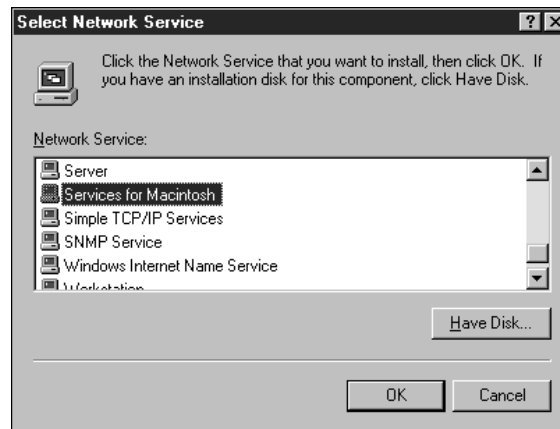 Select Network Service
Click the Network Service that you want to install, then click OK. If
you have an installation disk for this component, click Have Disk.
Network Service:
Server
Services for Macintosh
Simple TCP/IP Services
SNMP Service
Windows Internet Name Service
Workstation
Have Disk...
OK
Cancel